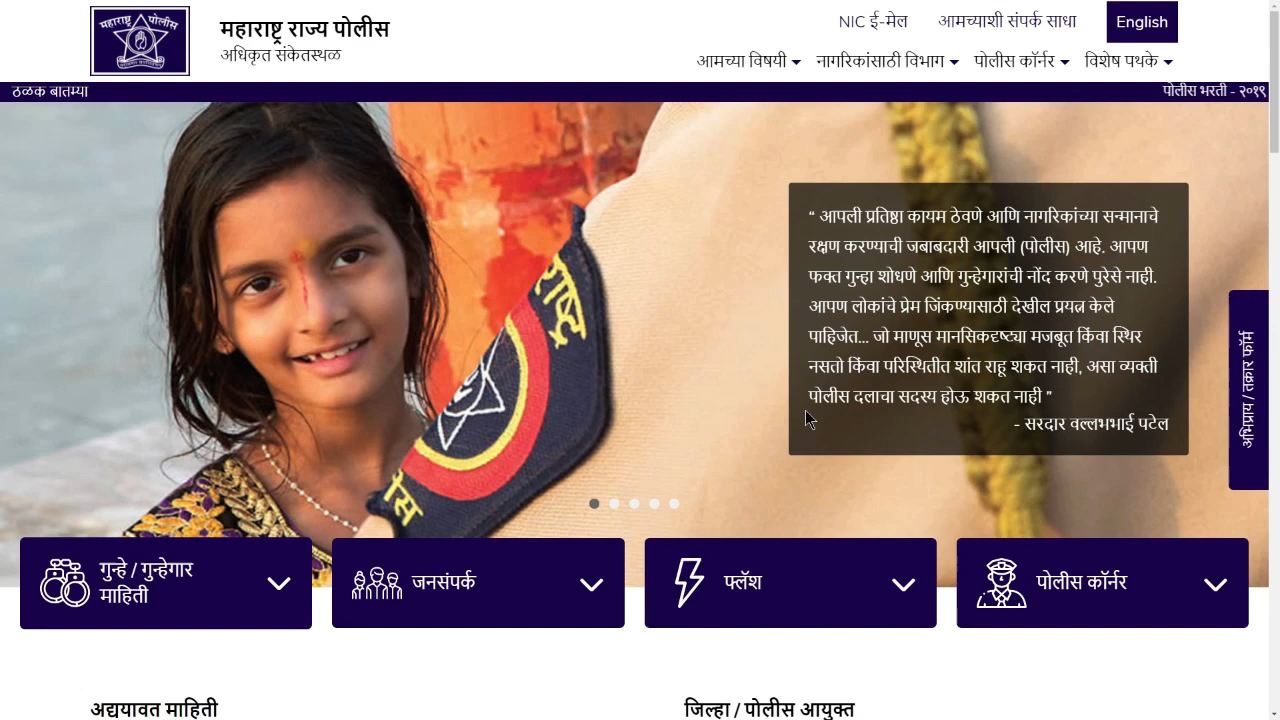 महाराष्ट्र पोलीस
महाराष्ट्र राज्य पोलीस
अधिकृत संकेतस्थळ
NIC ई-मेल आमच्याशी संपर्क साधा English
आमच्या विषयी नागरिकांसाठी विभाग पोलीस कॉर्नर विशेष पथके
ठळक बातम्या पोलीस भरती - २०१९
“ आपली प्रतिष्ठा कायम ठेवणे आणि नागरिकांच्या सन्मानाचे
रक्षण करण्याची जबाबदारी आपली (पोलीस) आहे. आपण
फक्त गुन्हा शोधणे आणि गुन्हेगारांची नोंद करणे पुरेसे नाही.
आपण लोकांचे प्रेम जिंकण्यासाठी देखील प्रयत्न केले
पाहिजेत... जो माणूस मानसिकदृष्ट्या मजबूत किंवा स्थिर
नसतो किंवा परिस्थितीत शांत राहू शकत नाही, असा व्यक्ती
पोलीस दलाचा सदस्य होऊ शकत नाही ”
- सरदार वल्लभभाई पटेल
अभिप्राय / तक्रार फॉर्म
गुन्हे / गुन्हेगार
माहिती
जनसंपर्क
फ्लॅश
पोलीस कॉर्नर
अद्ययावत माहिती
जिल्हा / पोलीस आयुक्त